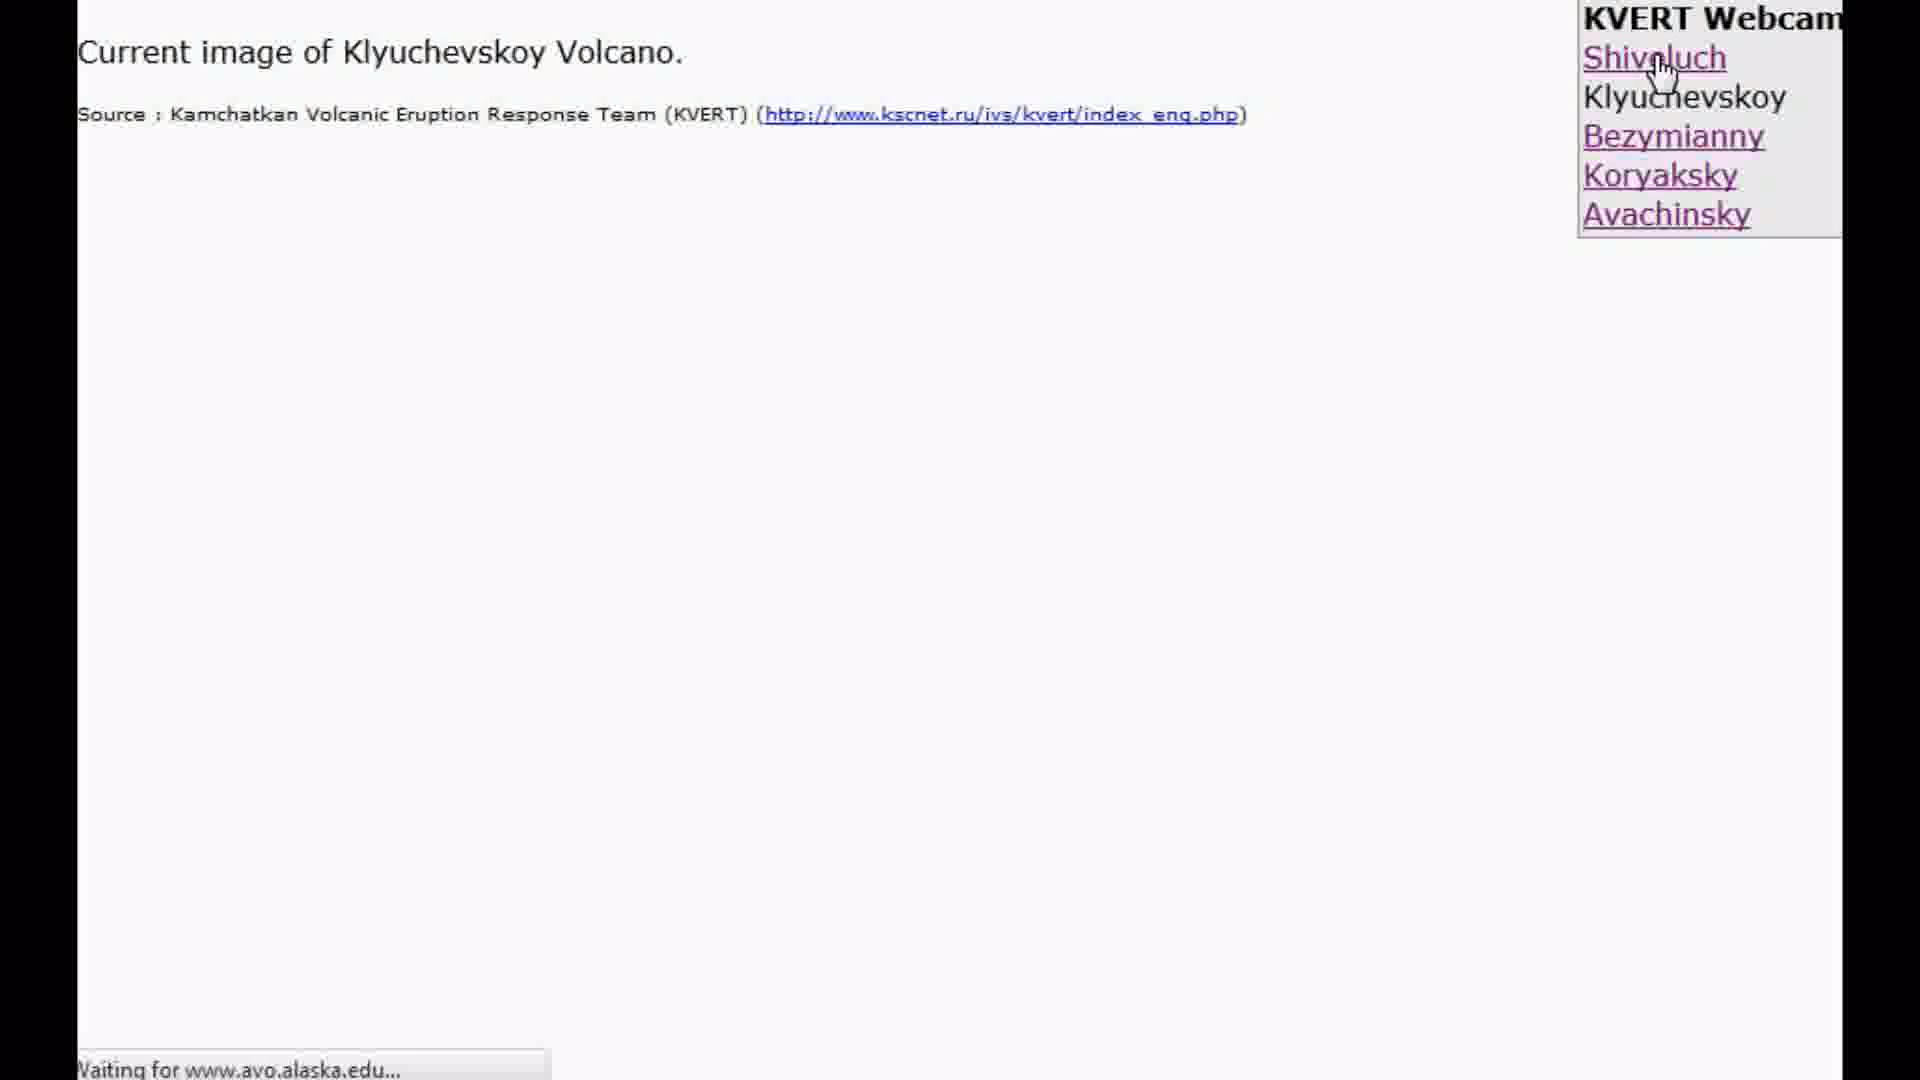 Current image of Klyuchevskoy Volcano.
Source : Kamchatkan Volcanic Eruption Response Team (KVERT) (http://www.kscnet.ru/ivs/kvert/index_eng.php)
KVERT Webcam
Shiveluch
Klyuchevskoy
Bezymianny
Koryaksky
Avachinsky
Waiting for www.avo.alaska.edu...